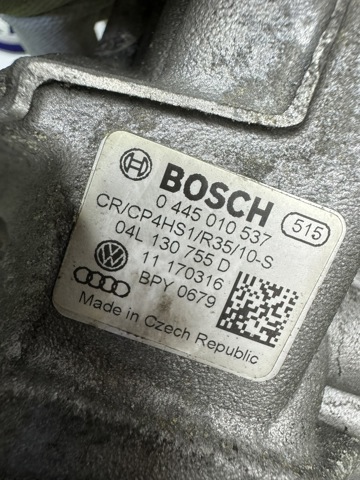 BOSCH
0 445 010 537
515
CR/CP4HS1/R35/10-S
04L 130 755 D
11 170316
BPY 0679
Made in Czech Republic